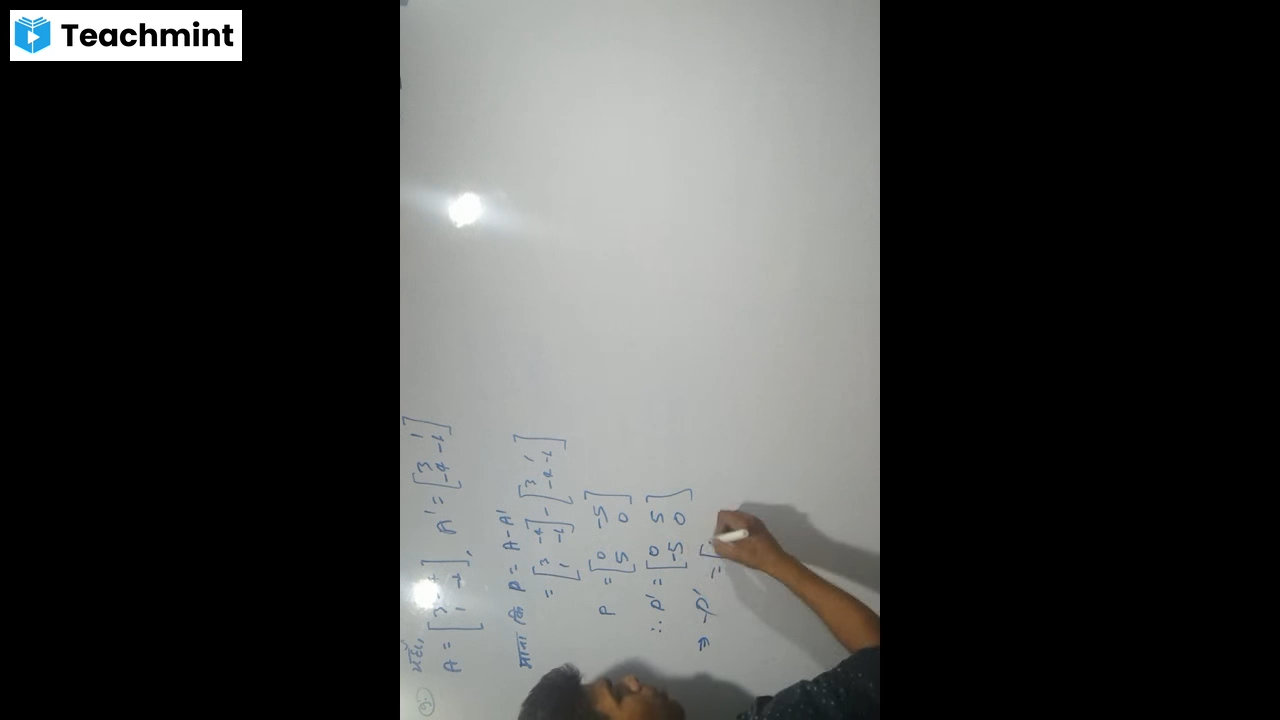 Teachmint
यहाँ,
A = [3 -4; 1 -1], A' = [3 1; -4 -1]
माना कि P = A - A'
= [3 -4; 1 -1] - [3 1; -4 -1]
P = [0 -5; 5 0]
∴ P' = [0 5; -5 0]
⇒ -P' = [